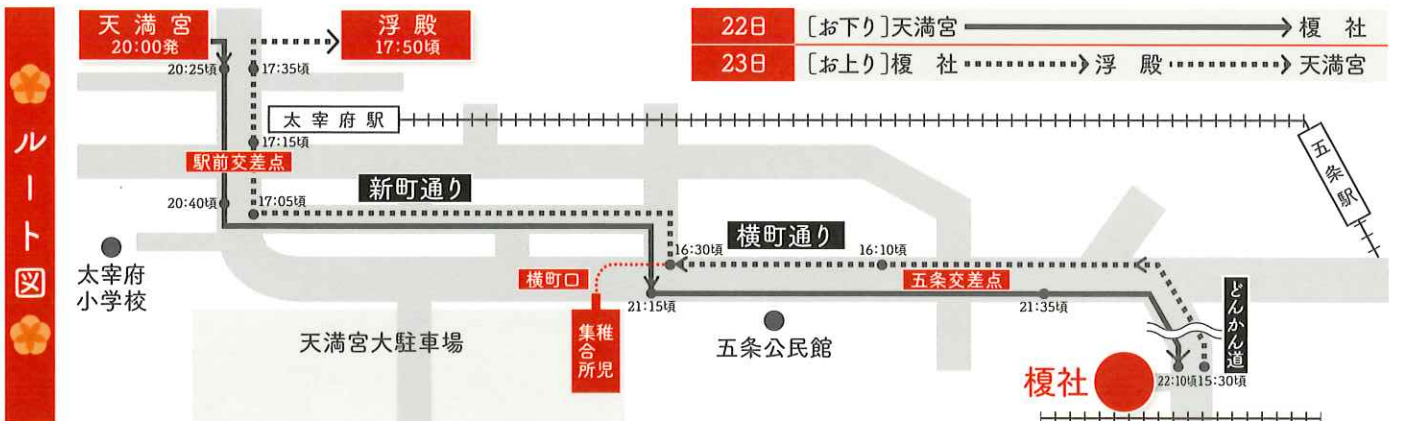 ルート図
天満宮
20:00発
浮殿
17:50頃
22日 [お下り]天満宮 榎社
23日 [お上り]榎社 浮殿 天満宮
20:25頃
17:35頃
太宰府駅
17:15頃
駅前交差点
五条駅
新町通り
20:40頃
17:05頃
横町通り
太宰府
小学校
16:30頃
16:10頃
横町口
五条交差点
21:15頃
21:35頃
どんかん道
稚児
集合所
天満宮大駐車場
五条公民館
榎社
22:10頃
15:30頃